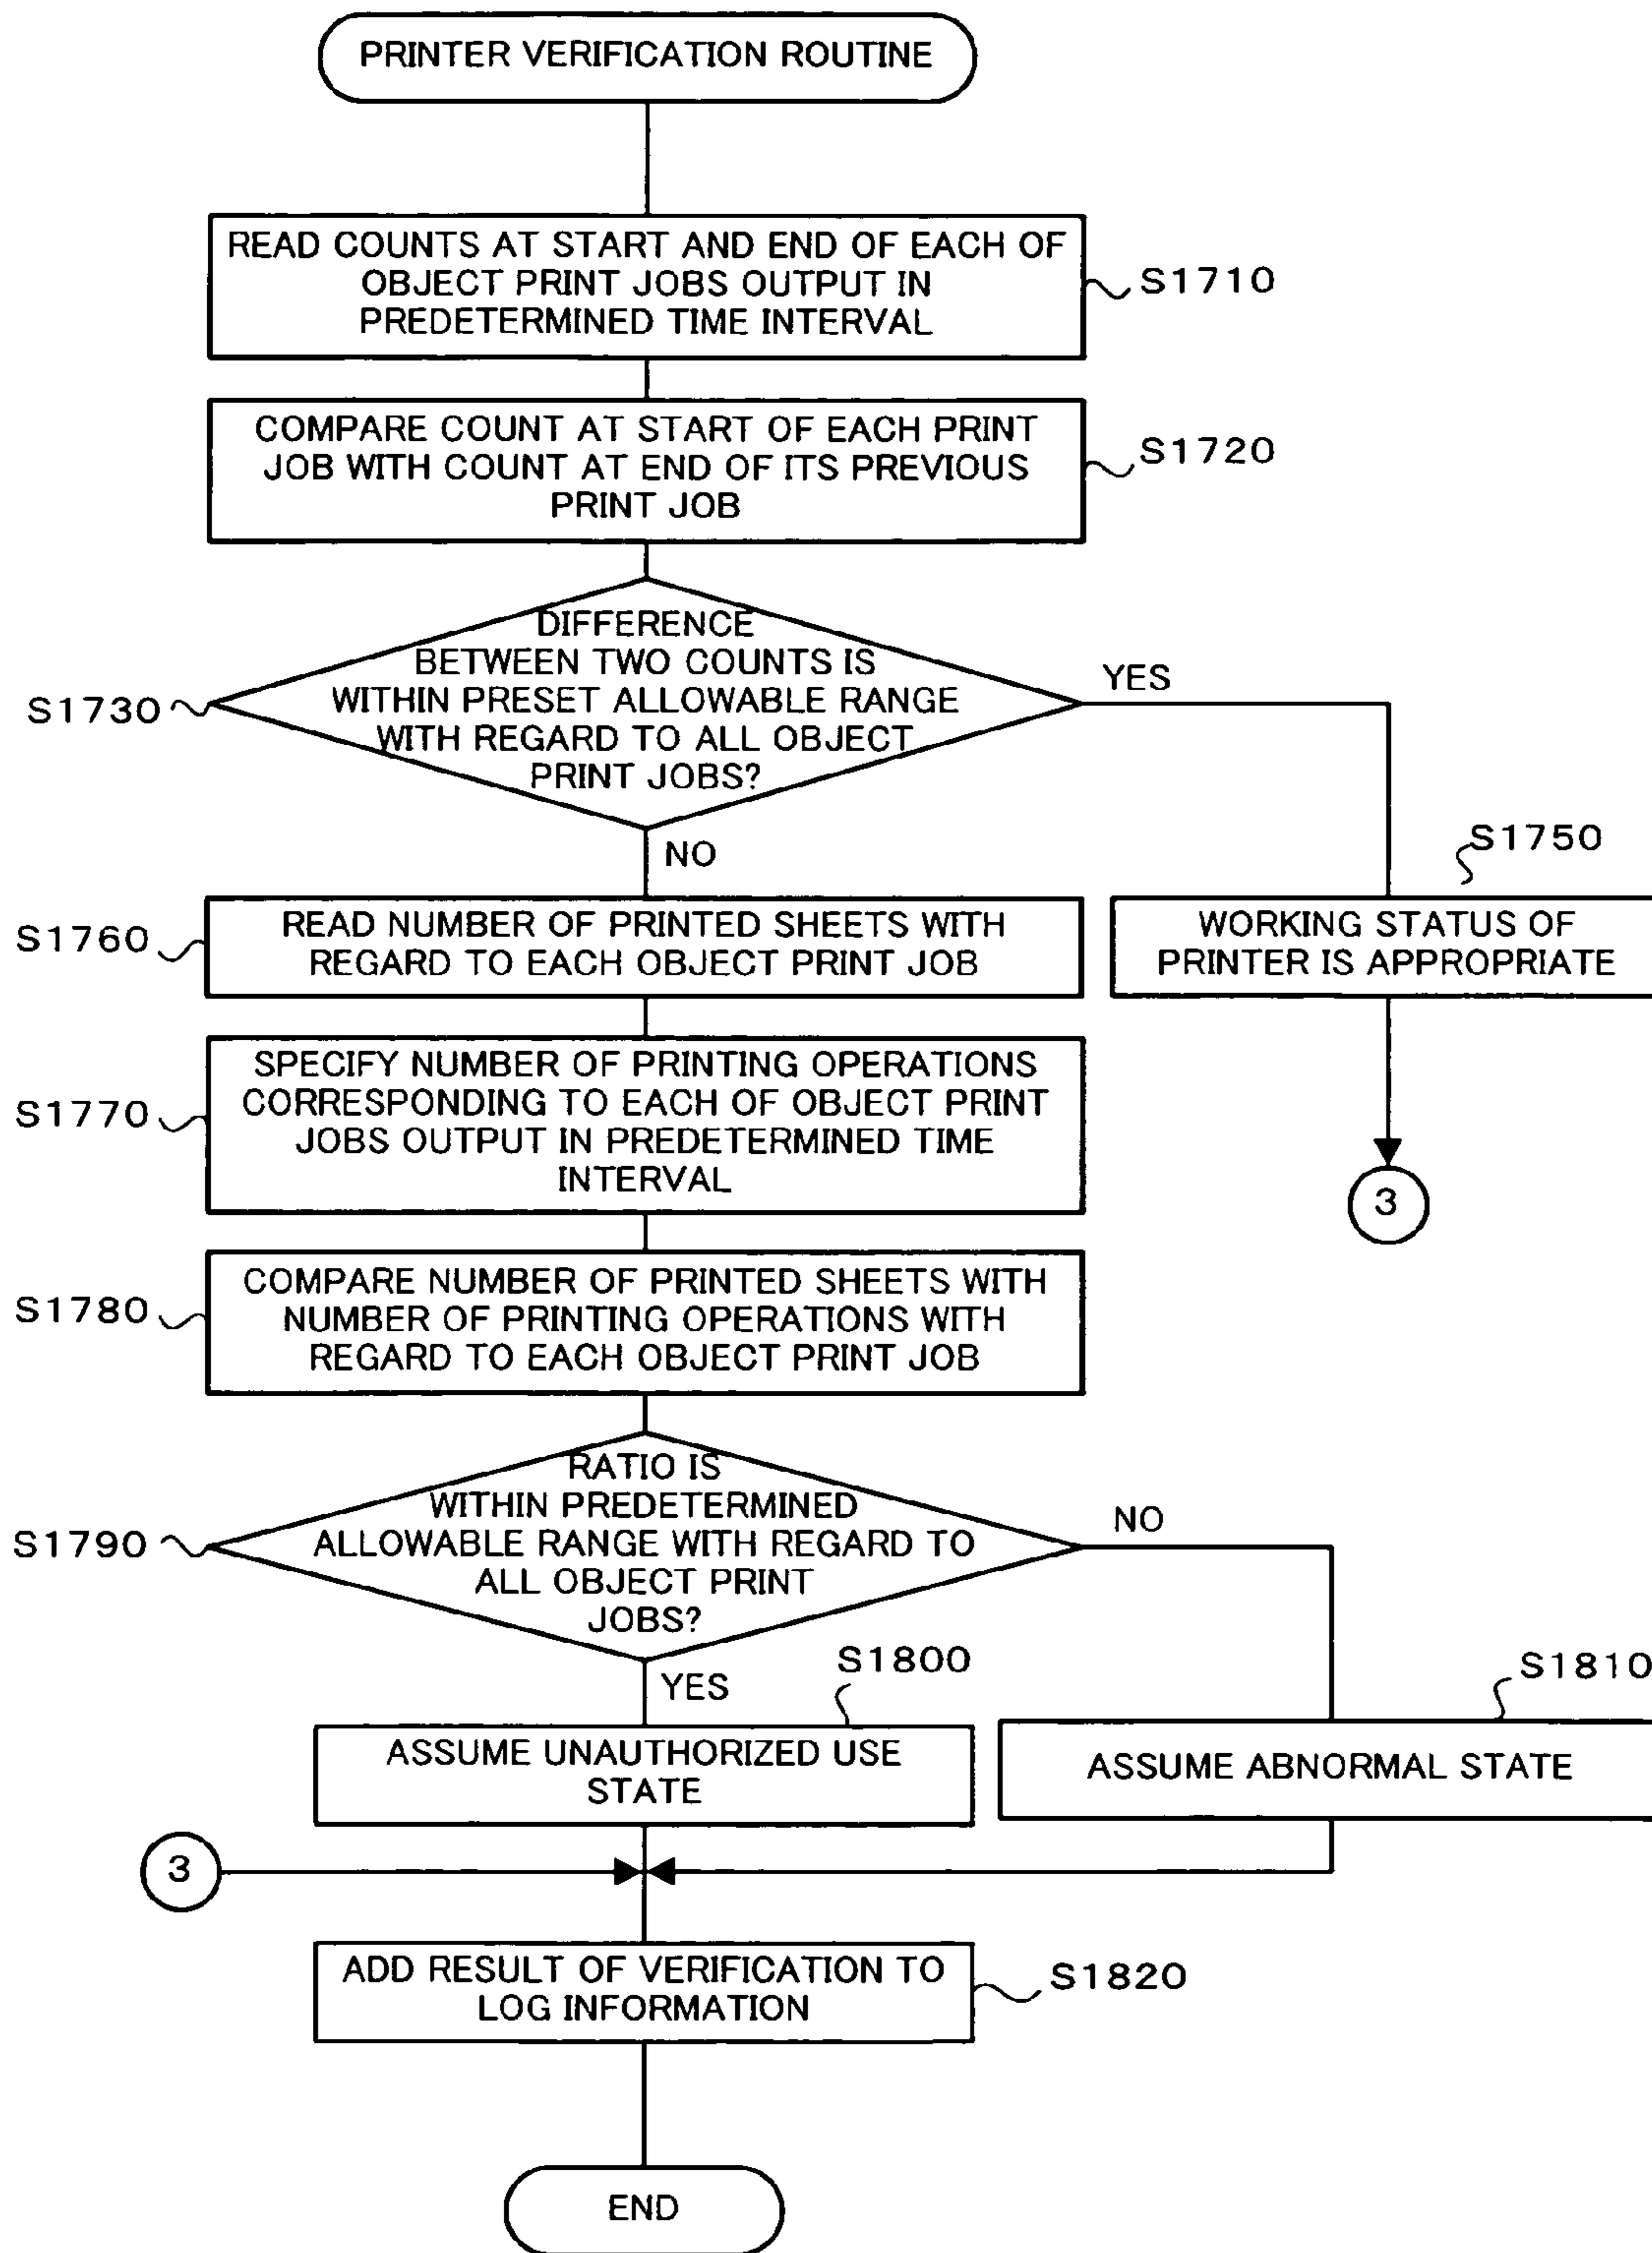 PRINTER VERIFICATION ROUTINE
READ COUNTS AT START AND END OF EACH OF
OBJECT PRINT JOBS OUTPUT IN
PREDETERMINED TIME INTERVAL
S1710
COMPARE COUNT AT START OF EACH PRINT
JOB WITH COUNT AT END OF ITS PREVIOUS
PRINT JOB
S1720
DIFFERENCE
BETWEEN TWO COUNTS IS
WITHIN PRESET ALLOWABLE RANGE
WITH REGARD TO ALL OBJECT
PRINT JOBS?
S1730
YES
NO
S1750
WORKING STATUS OF
PRINTER IS APPROPRIATE
3
S1760
READ NUMBER OF PRINTED SHEETS WITH
REGARD TO EACH OBJECT PRINT JOB
S1770
SPECIFY NUMBER OF PRINTING OPERATIONS
CORRESPONDING TO EACH OF OBJECT PRINT
JOBS OUTPUT IN PREDETERMINED TIME
INTERVAL
S1780
COMPARE NUMBER OF PRINTED SHEETS WITH
NUMBER OF PRINTING OPERATIONS WITH
REGARD TO EACH OBJECT PRINT JOB
S1790
RATIO IS
WITHIN PREDETERMINED
ALLOWABLE RANGE WITH REGARD TO
ALL OBJECT PRINT
JOBS?
NO
YES
S1800
ASSUME UNAUTHORIZED USE
STATE
S1810
ASSUME ABNORMAL STATE
3
ADD RESULT OF VERIFICATION TO
LOG INFORMATION
S1820
END